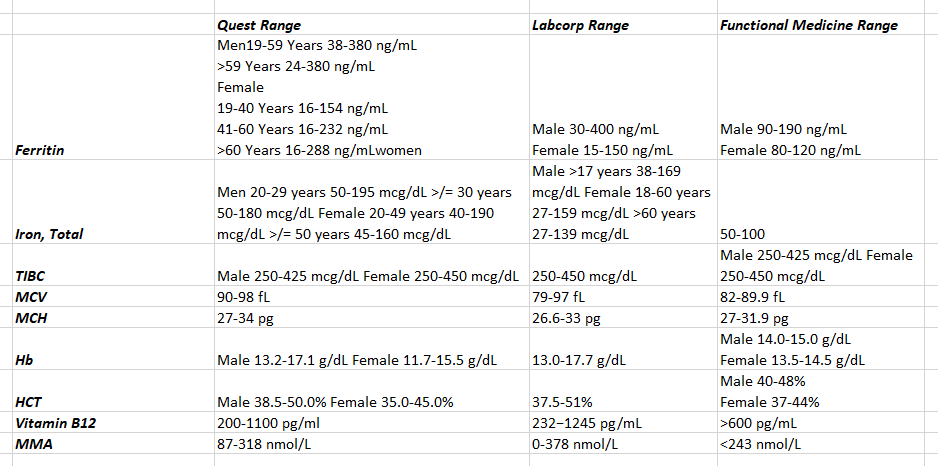 Quest Range Labcorp Range Functional Medicine Range
Men19-59 Years 38-380 ng/mL
>59 Years 24-380 ng/mL
Female
19-40 Years 16-154 ng/mL
41-60 Years 16-232 ng/mL Male 30-400 ng/mL Male 90-190 ng/mL
Ferritin >60 Years 16-288 ng/mLwomen Female 15-150 ng/mL Female 80-120 ng/mL
Male >17 years 38-169
Men 20-29 years 50-195 mcg/dL >/= 30 years mcg/dL Female 18-60 years
50-180 mcg/dL Female 20-49 years 40-190 27-159 mcg/dL >60 years
Iron, Total mcg/dL >/= 50 years 45-160 mcg/dL 27-139 mcg/dL 50-100
Male 250-425 mcg/dL Female
TIBC Male 250-425 mcg/dL Female 250-450 mcg/dL 250-450 mcg/dL 250-450 mcg/dL
MCV 90-98 fL 79-97 fL 82-89.9 fL
MCH 27-34 pg 26.6-33 pg 27-31.9 pg
Male 14.0-15.0 g/dL
Hb Male 13.2-17.1 g/dL Female 11.7-15.5 g/dL 13.0-17.7 g/dL Female 13.5-14.5 g/dL
Male 40-48%
HCT Male 38.5-50.0% Female 35.0-45.0% 37.5-51% Female 37-44%
Vitamin B12 200-1100 pg/ml 232−1245 pg/mL >600 pg/mL
MMA 87-318 nmol/L 0-378 nmol/L <243 nmol/L